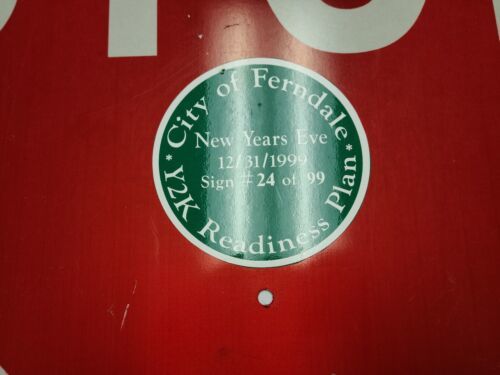 City of Ferndale
New Years Eve
12/31/1999
Sign #24 of 99
* Y2K Readiness Plan *